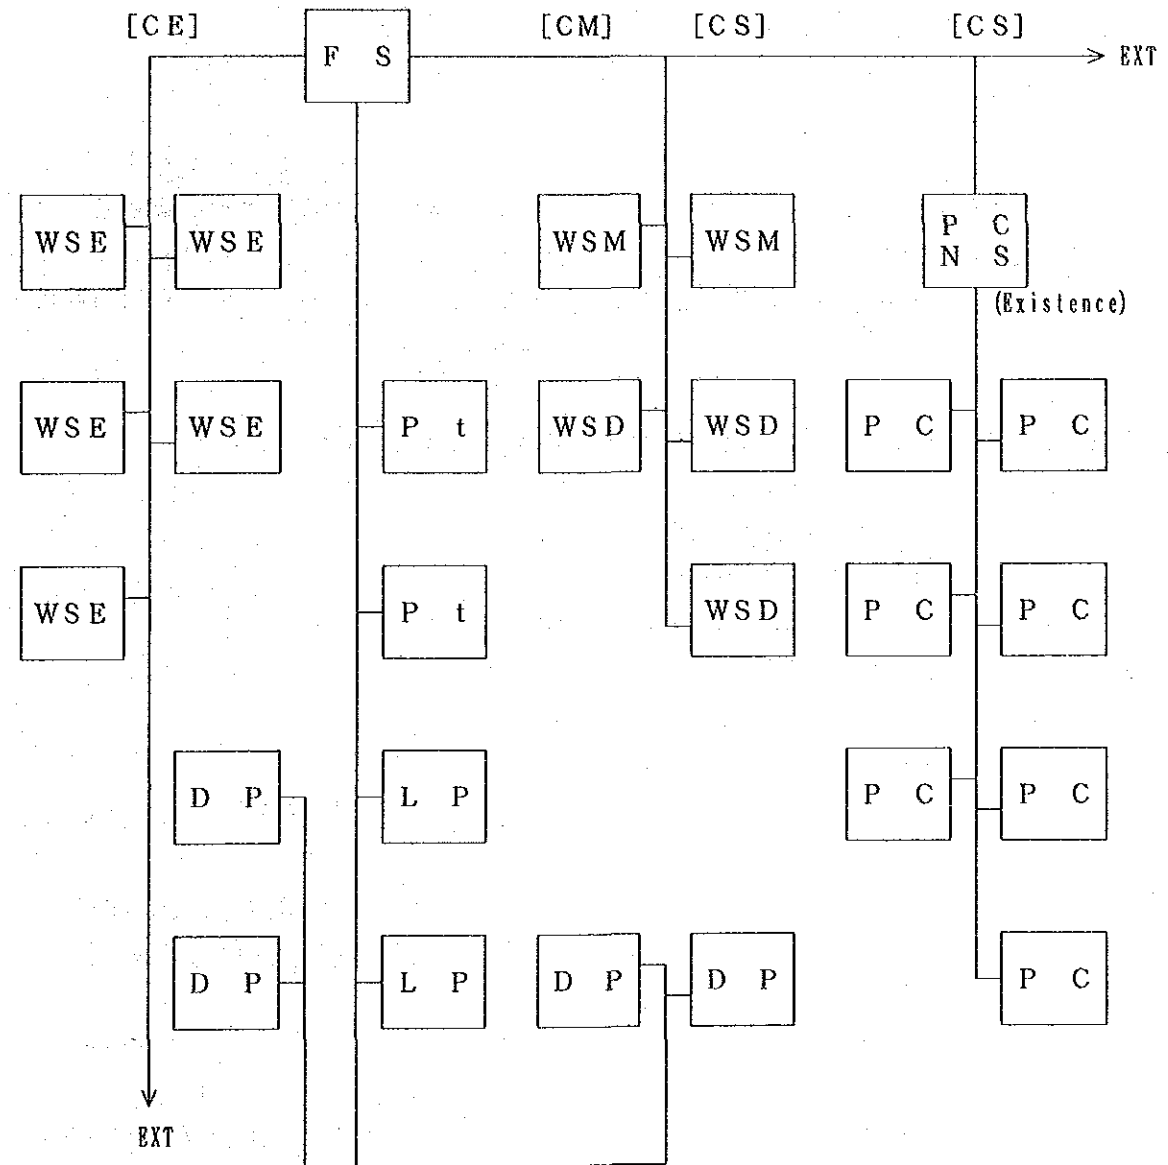 [CE] [CM] [CS] [CS]
F S
EXT
WSE WSE WSM WSM P C
N S
(Existence)
WSE WSE P t WSD WSD P C P C
WSE P t WSD P C P C
D P L P P C P C
D P L P D P D P P C
EXT